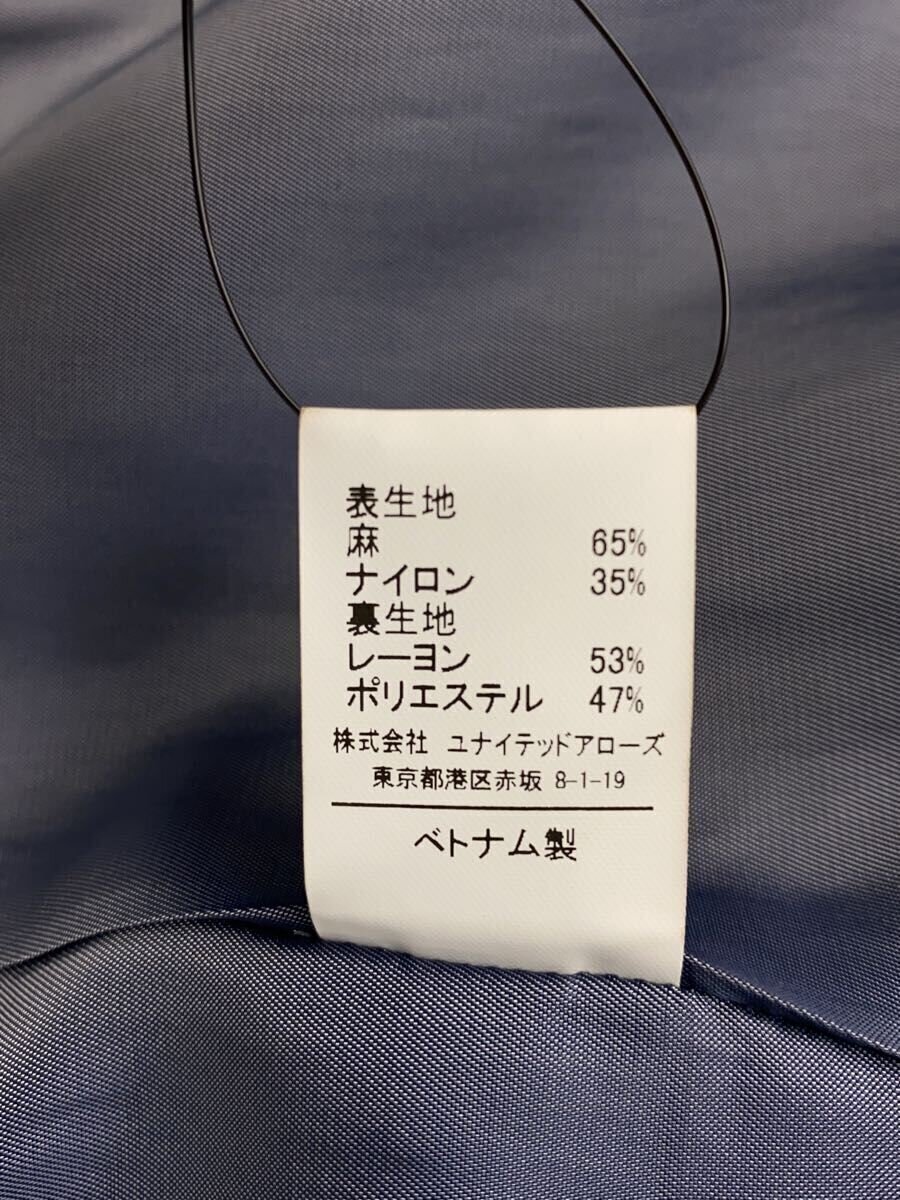 表生地
麻 65%
ナイロン 35%
裏生地
レーヨン 53%
ポリエステル 47%
株式会社 ユナイテッドアローズ
東京都港区赤坂 8-1-19
ベトナム製